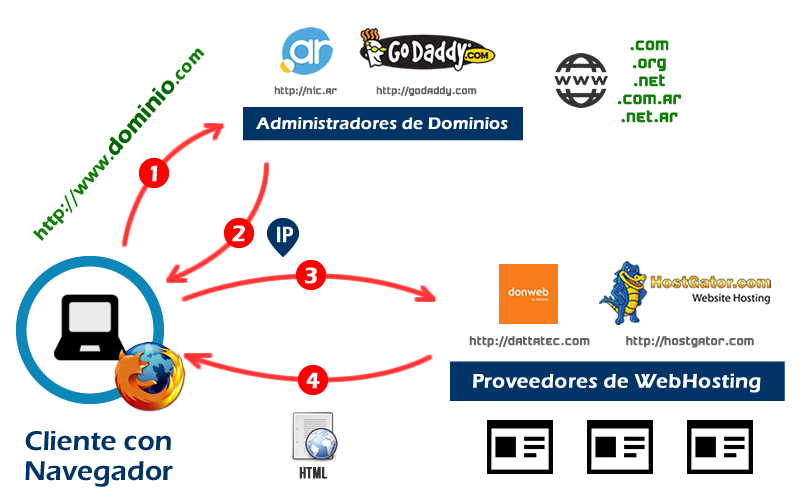 http://www.dominio.com
.ar
GO DADDY.COM
http://nic.ar
http://godaddy.com
Administradores de Dominios
WWW
.com
.org
.net
.com.ar
.net.ar
1
2
IP
3
4
donweb
HostGator.com
Website Hosting
http://dattatec.com
http://hostgator.com
Proveedores de WebHosting
Cliente con
Navegador
HTML